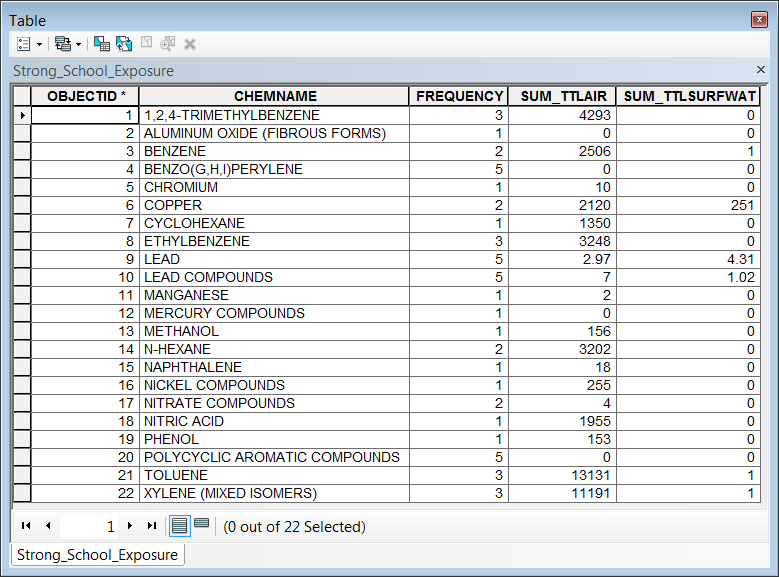 Table
Strong_School_Exposure
OBJECTID * CHEMNAME FREQUENCY SUM_TTLAIR SUM_TTLSURFWAT
1 1,2,4-TRIMETHYLBENZENE 3 4293 0
2 ALUMINUM OXIDE (FIBROUS FORMS) 1 0 0
3 BENZENE 2 2506 1
4 BENZO(G,H,I)PERYLENE 5 0 0
5 CHROMIUM 1 10 0
6 COPPER 2 2120 251
7 CYCLOHEXANE 1 1350 0
8 ETHYLBENZENE 3 3248 0
9 LEAD 5 2.97 4.31
10 LEAD COMPOUNDS 5 7 1.02
11 MANGANESE 1 2 0
12 MERCURY COMPOUNDS 1 0 0
13 METHANOL 1 156 0
14 N-HEXANE 2 3202 0
15 NAPHTHALENE 1 18 0
16 NICKEL COMPOUNDS 1 255 0
17 NITRATE COMPOUNDS 2 4 0
18 NITRIC ACID 1 1955 0
19 PHENOL 1 153 0
20 POLYCYCLIC AROMATIC COMPOUNDS 5 0 0
21 TOLUENE 3 13131 1
22 XYLENE (MIXED ISOMERS) 3 11191 1
1 (0 out of 22 Selected)
Strong_School_Exposure